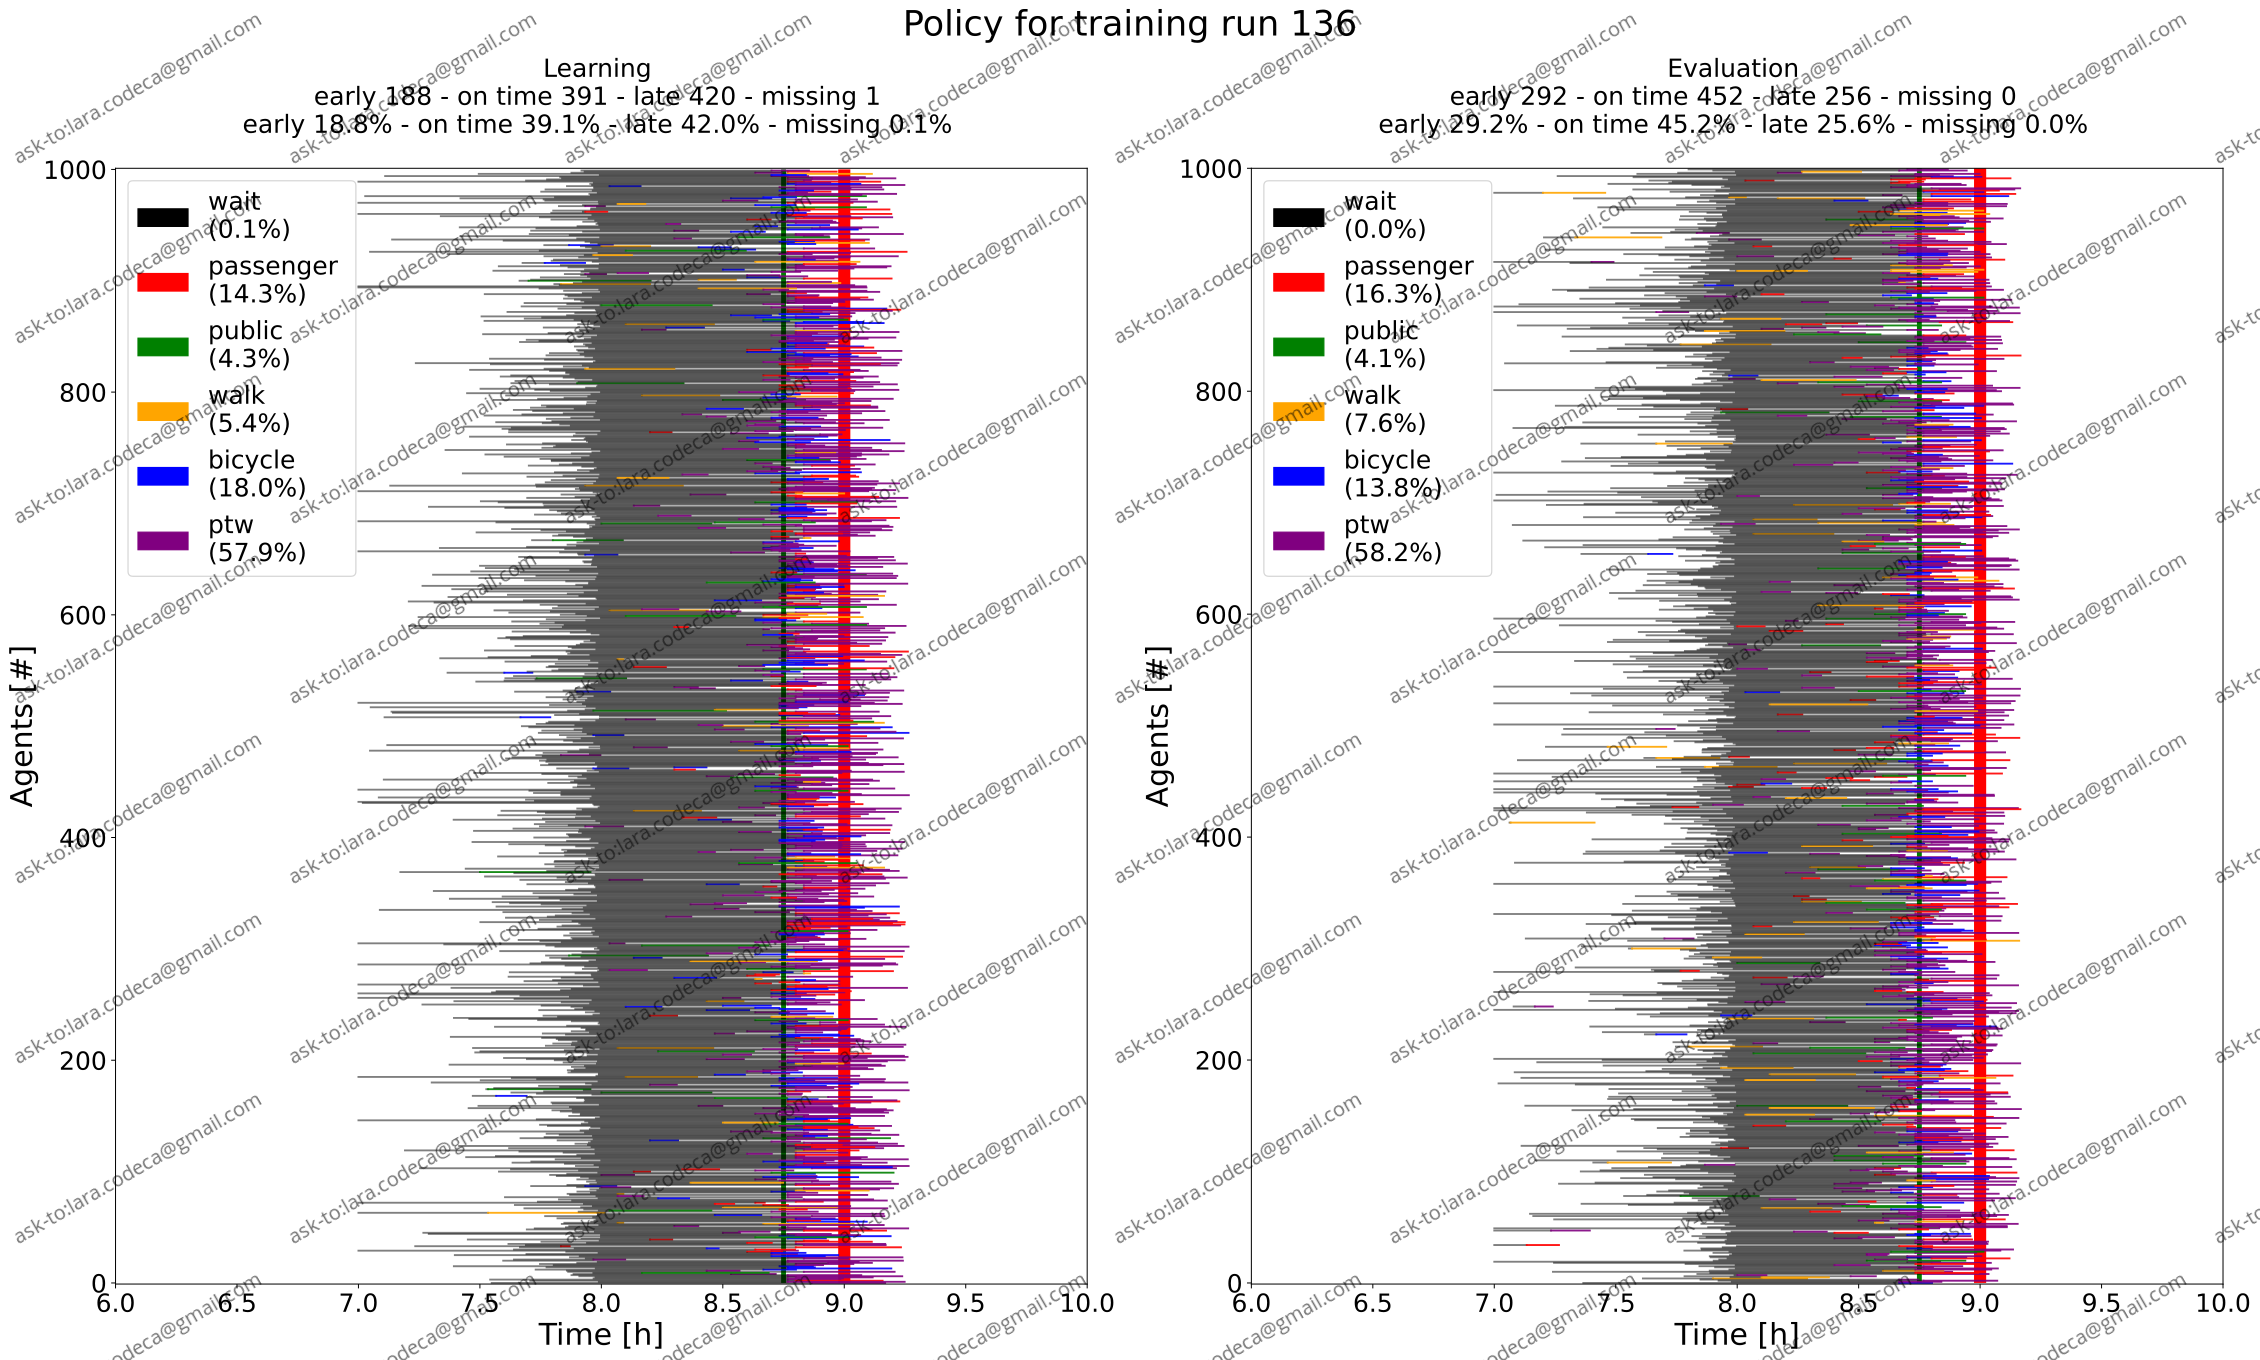 Policy for training run 136
Learning
early 188 - on time 391 - late 420 - missing 1
early 18.8% - on time 39.1% - late 42.0% - missing 0.1%
1000
800
600
400
200
0
Agents [#]
wait
(0.1%)
passenger
(14.3%)
public
(4.3%)
walk
(5.4%)
bicycle
(18.0%)
ptw
(57.9%)
6.0 6.5 7.0 7.5 8.0 8.5 9.0 9.5 10.0
Time [h]
Evaluation
early 292 - on time 452 - late 256 - missing 0
early 29.2% - on time 45.2% - late 25.6% - missing 0.0%
1000
800
600
400
200
0
Agents [#]
wait
(0.0%)
passenger
(16.3%)
public
(4.1%)
walk
(7.6%)
bicycle
(13.8%)
ptw
(58.2%)
6.0 6.5 7.0 7.5 8.0 8.5 9.0 9.5 10.0
Time [h]
ask-to:lara.codeca@gmail.com